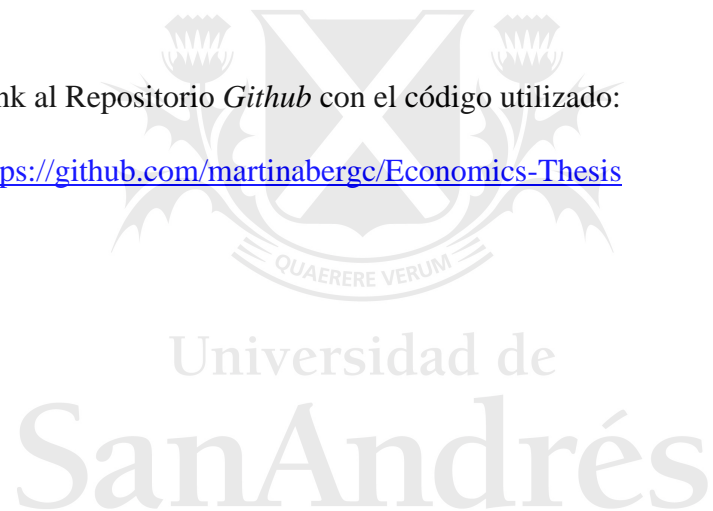 nk al Repositorio Github con el código utilizado:
ps://github.com/martinabergc/Economics-Thesis
QUAERERE VERUM
Universidad de
SanAndrés